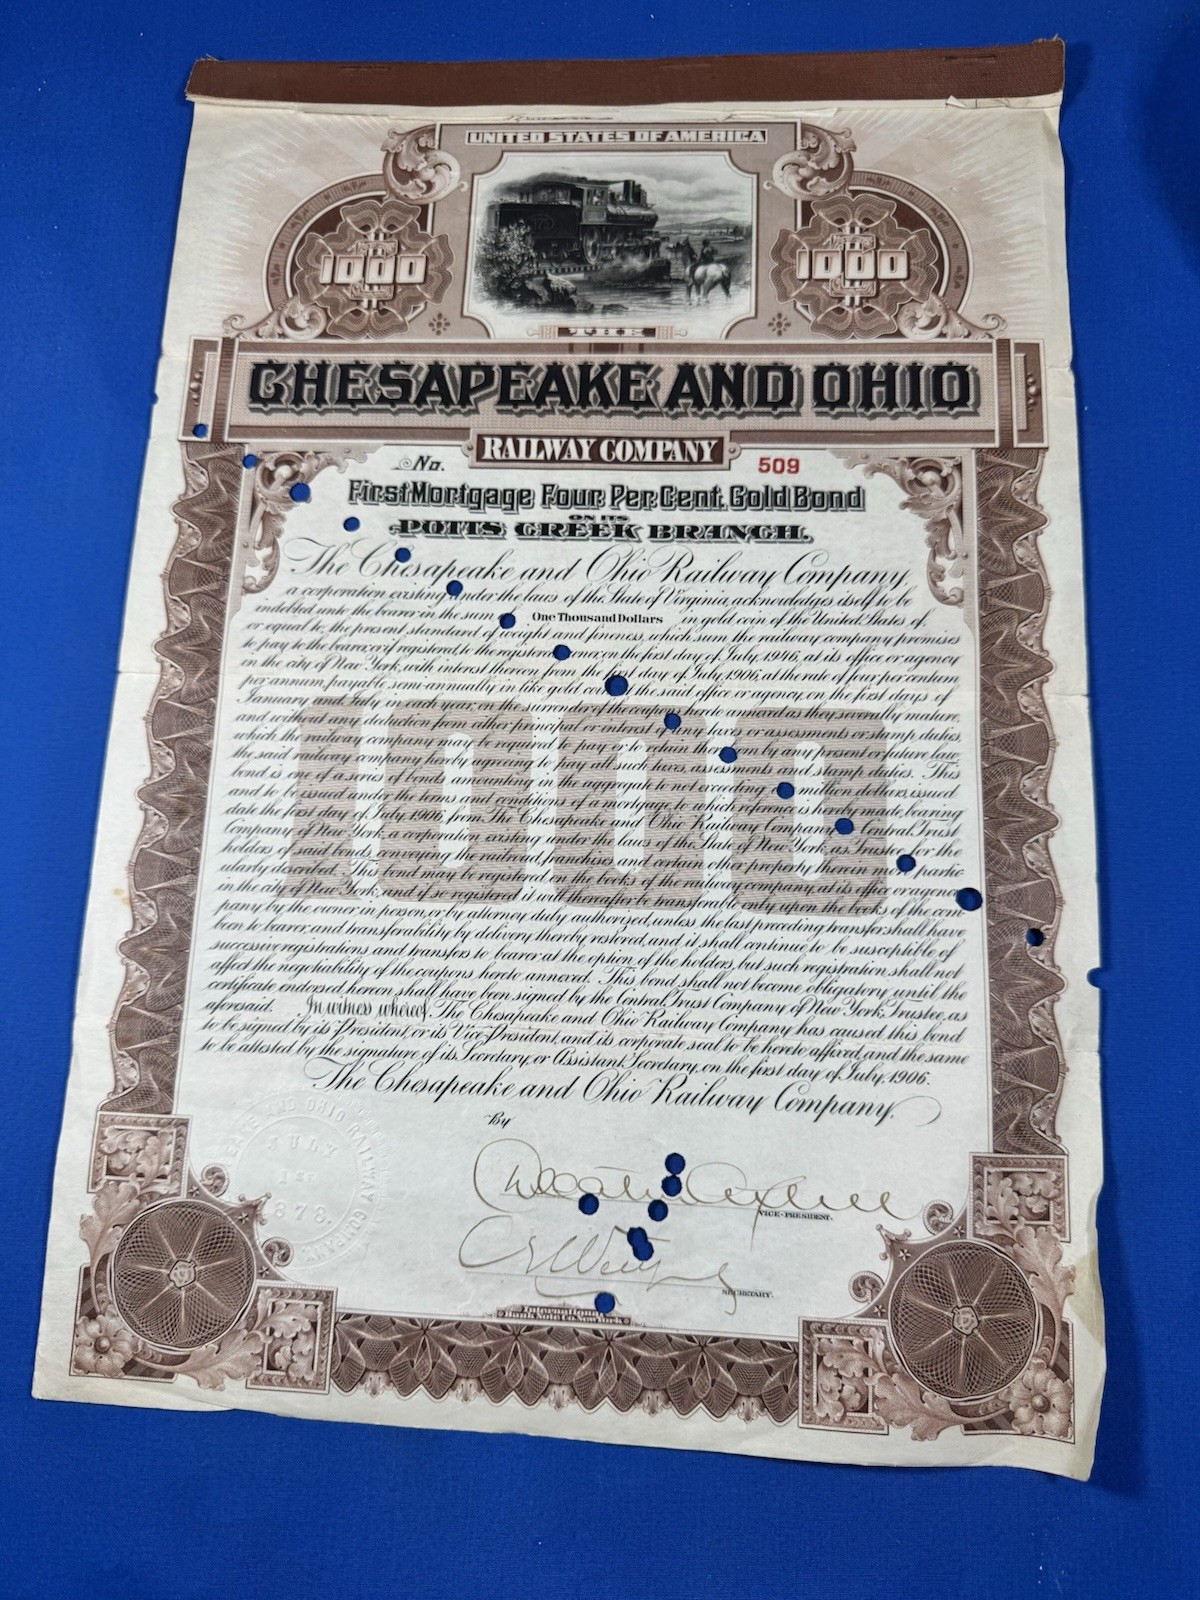 UNITED STATES OF AMERICA
1000 1000
THE
CHESAPEAKE AND OHIO
RAILWAY COMPANY
No. 509
First Mortgage Four Per Cent. Gold Bond
ON ITS
POTTS CREEK BRANCH.
The Chesapeake and Ohio Railway Company,
a corporation existing under the laws of the State of Virginia, acknowledges itself to be
indebted unto the bearer in the sum of One Thousand Dollars in gold coin of the United States of,
or equal to, the present standard of weight and fineness, which sum the railway company promises
to pay to the bearer, or if registered, to the registered owner, on the first day of July, 1946, at its office or agency
in the city of New York, with interest thereon from the first day of July, 1906, at the rate of four per centum
per annum, payable semi-annually in like gold coin at the said office or agency, on the first days of
January and July in each year, on the surrender of the coupons hereto annexed as they severally mature,
and without any deduction from either principal or interest of any taxes or assessments or stamp duties,
which the railway company may be required to pay or to retain therefrom by any present or future law,
the said railway company hereby agreeing to pay all such taxes, assessments and stamp duties. This
bond is one of a series of bonds amounting in the aggregate to not exceeding million dollars, issued
and to be issued under the terms and conditions of a mortgage to which reference is hereby made, bearing
date the first day of July 1906, from The Chesapeake and Ohio Railway Company Central Trust
Company of New York, a corporation existing under the laws of the State of New York, as Trustee, for the
holders of said bonds, conveying the railroad, franchises and certain other property therein more partic-
ularly described. This bond may be registered on the books of the railway company, at its office or agency
in the city of New York, and if so registered it will thereafter be transferable only upon the books of the com-
pany by the owner in person, or by attorney duly authorized, unless the last preceding transfer shall have
been to bearer, and transferability by delivery thereby restored, and it shall continue to be susceptible of
successive registrations and transfers to bearer at the option of the holders, but such registration shall not
affect the negotiability of the coupons hereto annexed. This bond shall not become obligatory until the
certificate endorsed hereon shall have been signed by the Central Trust Company of New York, Trustee, as
aforesaid. In witness whereof, The Chesapeake and Ohio Railway Company has caused this bond
to be signed by its President, or its Vice-President, and its corporate seal to be hereto affixed, and the same
to be attested by the signature of its Secretary, or Assistant Secretary, on the first day of July, 1906.
The Chesapeake and Ohio Railway Company,
By
VICE-PRESIDENT.
SECRETARY.
AND OHIO RAILWAY COMPANY
JULY
1ST
1878
International
Bank Note Co. New York